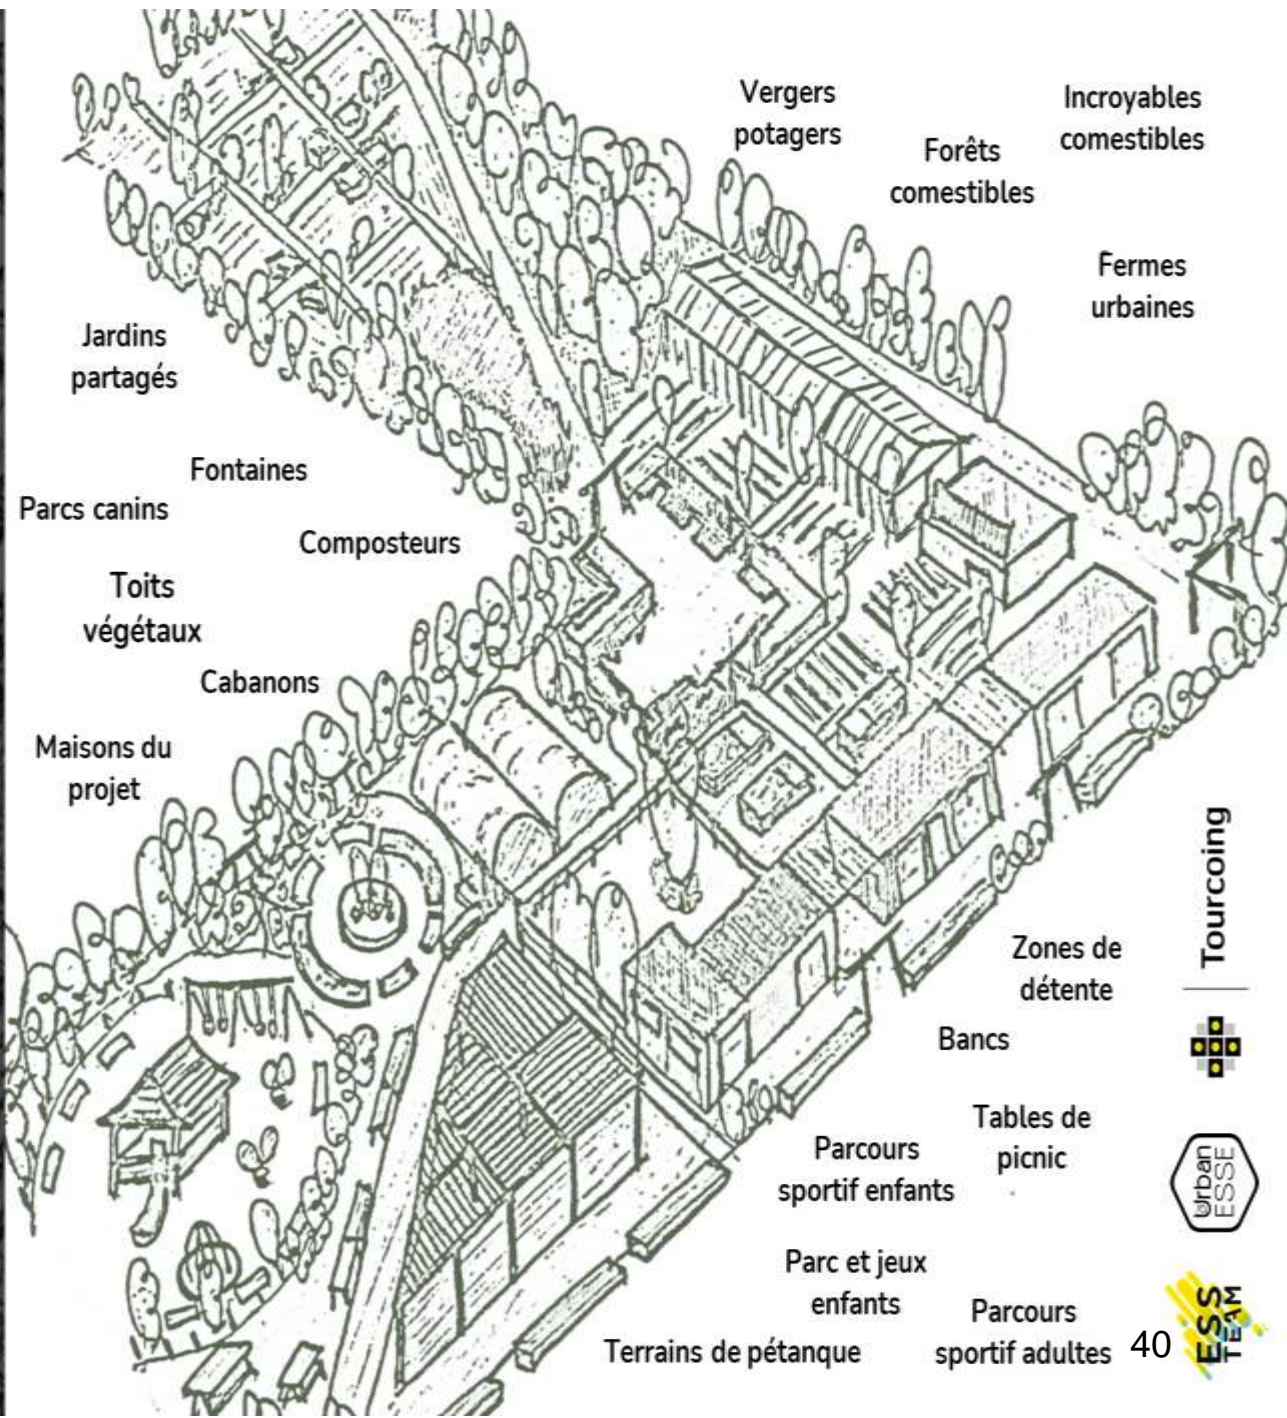 Vergers
potagers
Incroyables
comestibles
Forêts
comestibles
Fermes
urbaines
Jardins
partagés
Fontaines
Parcs canins
Composteurs
Toits
végétaux
Cabanons
Maisons du
projet
Tourcoing
Zones de
détente
Bancs
Tables de
picnic
Parcours
sportif enfants
Urban
ESSE
Parc et jeux
enfants
Parcours
sportif adultes
Terrains de pétanque
40
ESS
TEAM